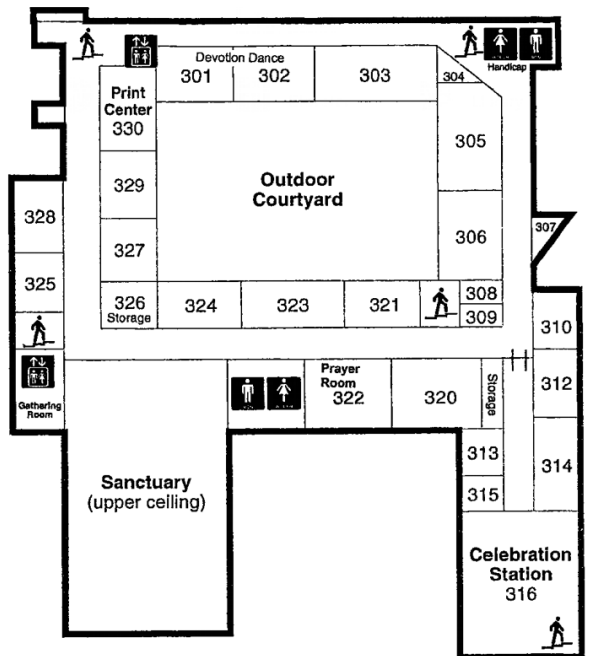 Devotion Dance
301
302
303
304
Handicap
Print
Center
330
305
329
Outdoor
Courtyard
328
307
327
306
325
326
Storage
324
323
321
308
309
310
Gathering
Room
Prayer
Room
322
320
Storage
312
313
314
315
Sanctuary
(upper ceiling)
Celebration
Station
316